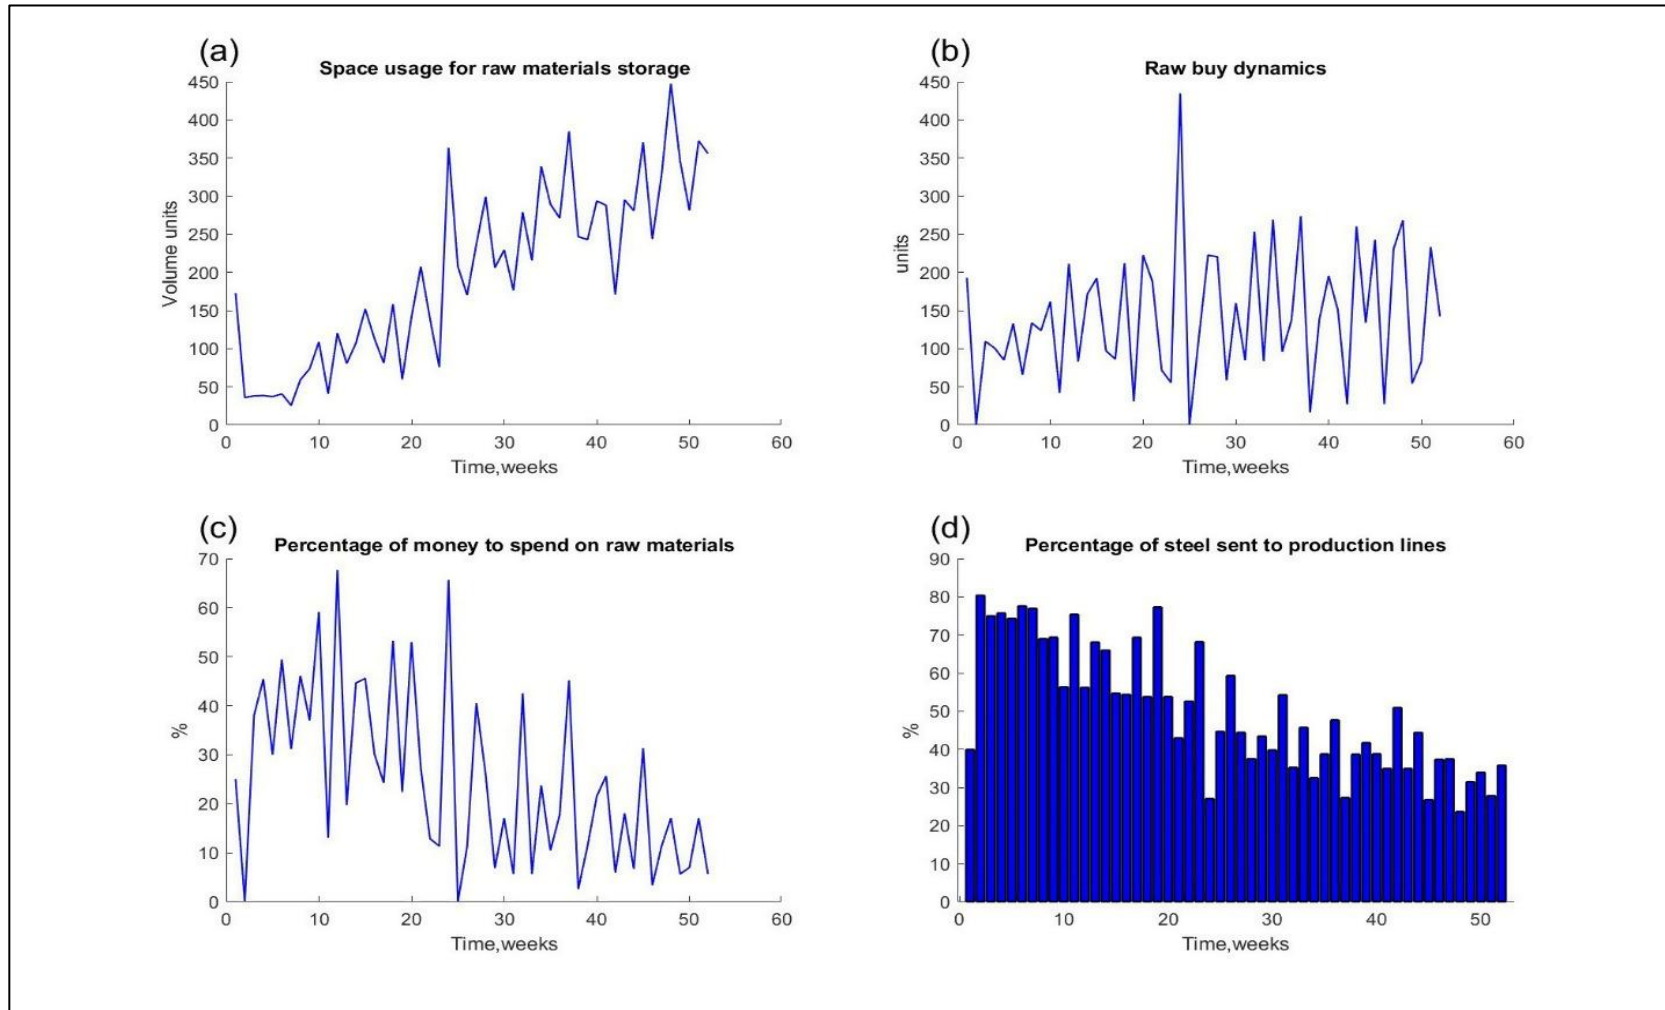 (a)
Space usage for raw materials storage
450
400
350
300
250
200
150
100
50
0
Volume units
0 10 20 30 40 50 60
Time,weeks
(b)
Raw buy dynamics
450
400
350
300
250
200
150
100
50
0
units
0 10 20 30 40 50 60
Time,weeks
(c)
Percentage of money to spend on raw materials
70
60
50
40
30
20
10
0
%
0 10 20 30 40 50 60
Time,weeks
(d)
Percentage of steel sent to production lines
90
80
70
60
50
40
30
20
10
0
%
0 10 20 30 40 50
Time,weeks